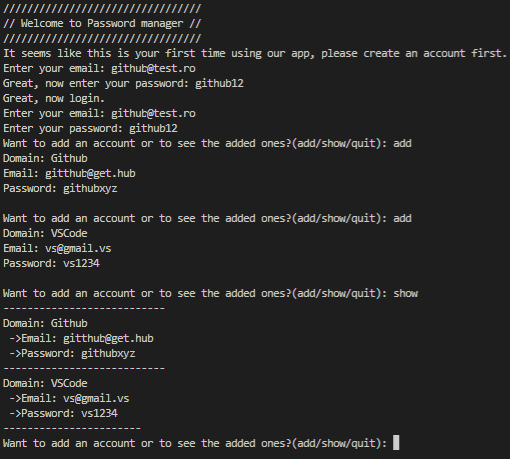 /////////////////////////////////
// Welcome to Password manager //
/////////////////////////////////
It seems like this is your first time using our app, please create an account first.
Enter your email: github@test.ro
Great, now enter your password: github12
Great, now login.
Enter your email: github@test.ro
Enter your password: github12
Want to add an account or to see the added ones?(add/show/quit): add
Domain: Github
Email: gitthub@get.hub
Password: githubxyz
Want to add an account or to see the added ones?(add/show/quit): add
Domain: VSCode
Email: vs@gmail.vs
Password: vs1234
Want to add an account or to see the added ones?(add/show/quit): show
---------------------------
Domain: Github
 ->Email: gitthub@get.hub
 ->Password: githubxyz
---------------------------
Domain: VSCode
 ->Email: vs@gmail.vs
 ->Password: vs1234
-----------------------
Want to add an account or to see the added ones?(add/show/quit):